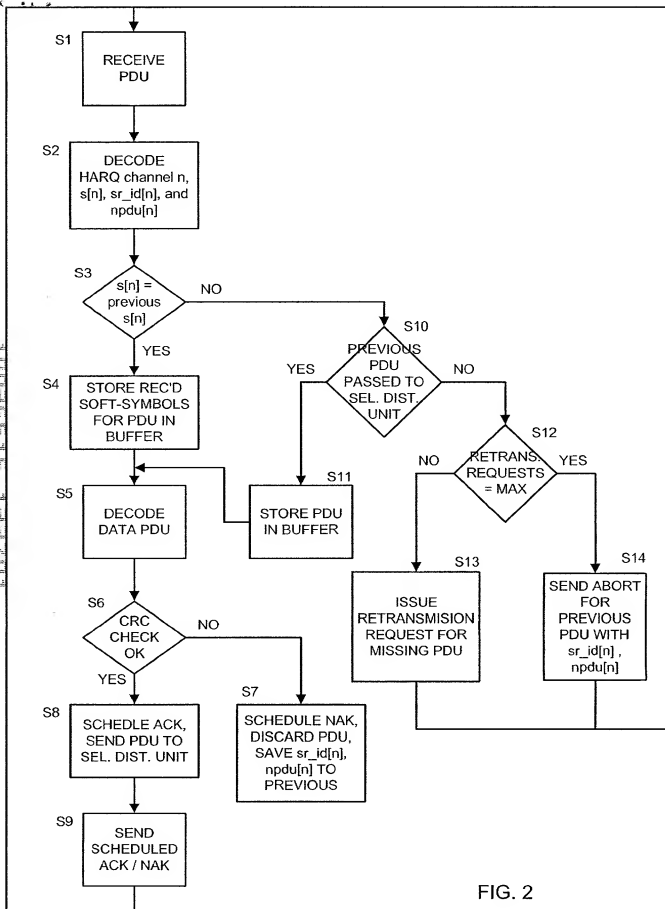 S1
RECEIVE
PDU
S2
DECODE
HARQ channel n,
s[n], sr_id[n], and
npdu[n]
S3
s[n] =
previous
s[n]
NO
YES
S4
STORE REC'D
SOFT-SYMBOLS
FOR PDU IN
BUFFER
S5
DECODE
DATA PDU
S6
CRC
CHECK
OK
NO
YES
S7
SCHEDULE NAK,
DISCARD PDU,
SAVE sr_id[n],
npdu[n] TO
PREVIOUS
S8
SCHEDLE ACK,
SEND PDU TO
SEL. DIST. UNIT
S9
SEND
SCHEDULED
ACK / NAK
S10
PREVIOUS
PDU
PASSED TO
SEL. DIST.
UNIT
YES
NO
S11
STORE PDU
IN BUFFER
S12
RETRANS.
REQUESTS
= MAX
NO
YES
S13
ISSUE
RETRANSMISION
REQUEST FOR
MISSING PDU
S14
SEND ABORT
FOR
PREVIOUS
PDU WITH
sr_id[n] ,
npdu[n]
FIG. 2